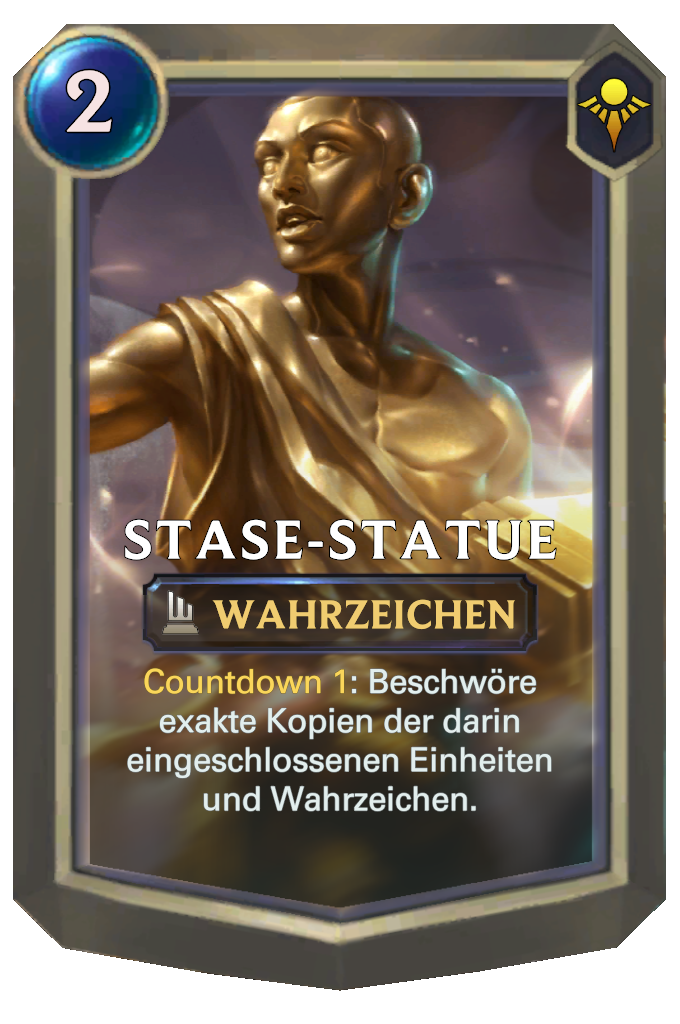 2
STASE-STATUE
WAHRZEICHEN
Countdown 1: Beschwöre
exakte Kopien der darin
eingeschlossenen Einheiten
und Wahrzeichen.